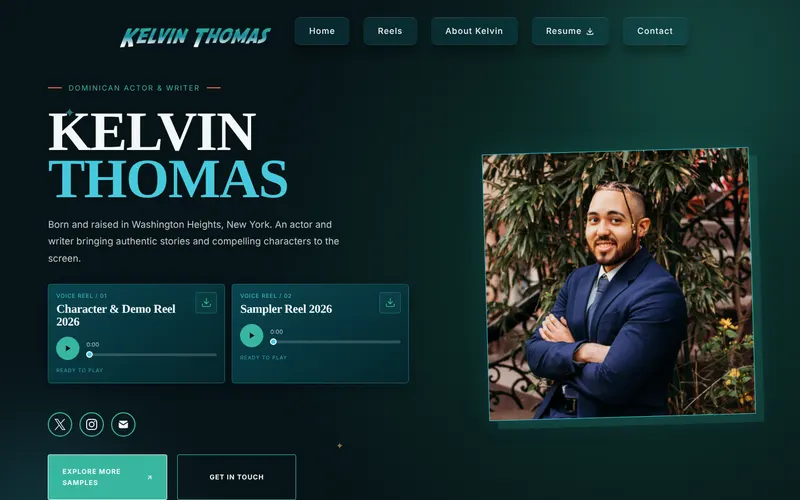 KELVIN THOMAS
Home
Reels
About Kelvin
Resume
Contact
DOMINICAN ACTOR & WRITER
KELVIN
THOMAS
Born and raised in Washington Heights, New York. An actor and
writer bringing authentic stories and compelling characters to the
screen.
VOICE REEL / 01
Character & Demo Reel
2026
0:00
READY TO PLAY
VOICE REEL / 02
Sampler Reel 2026
0:00
READY TO PLAY
EXPLORE MORE
SAMPLES
GET IN TOUCH